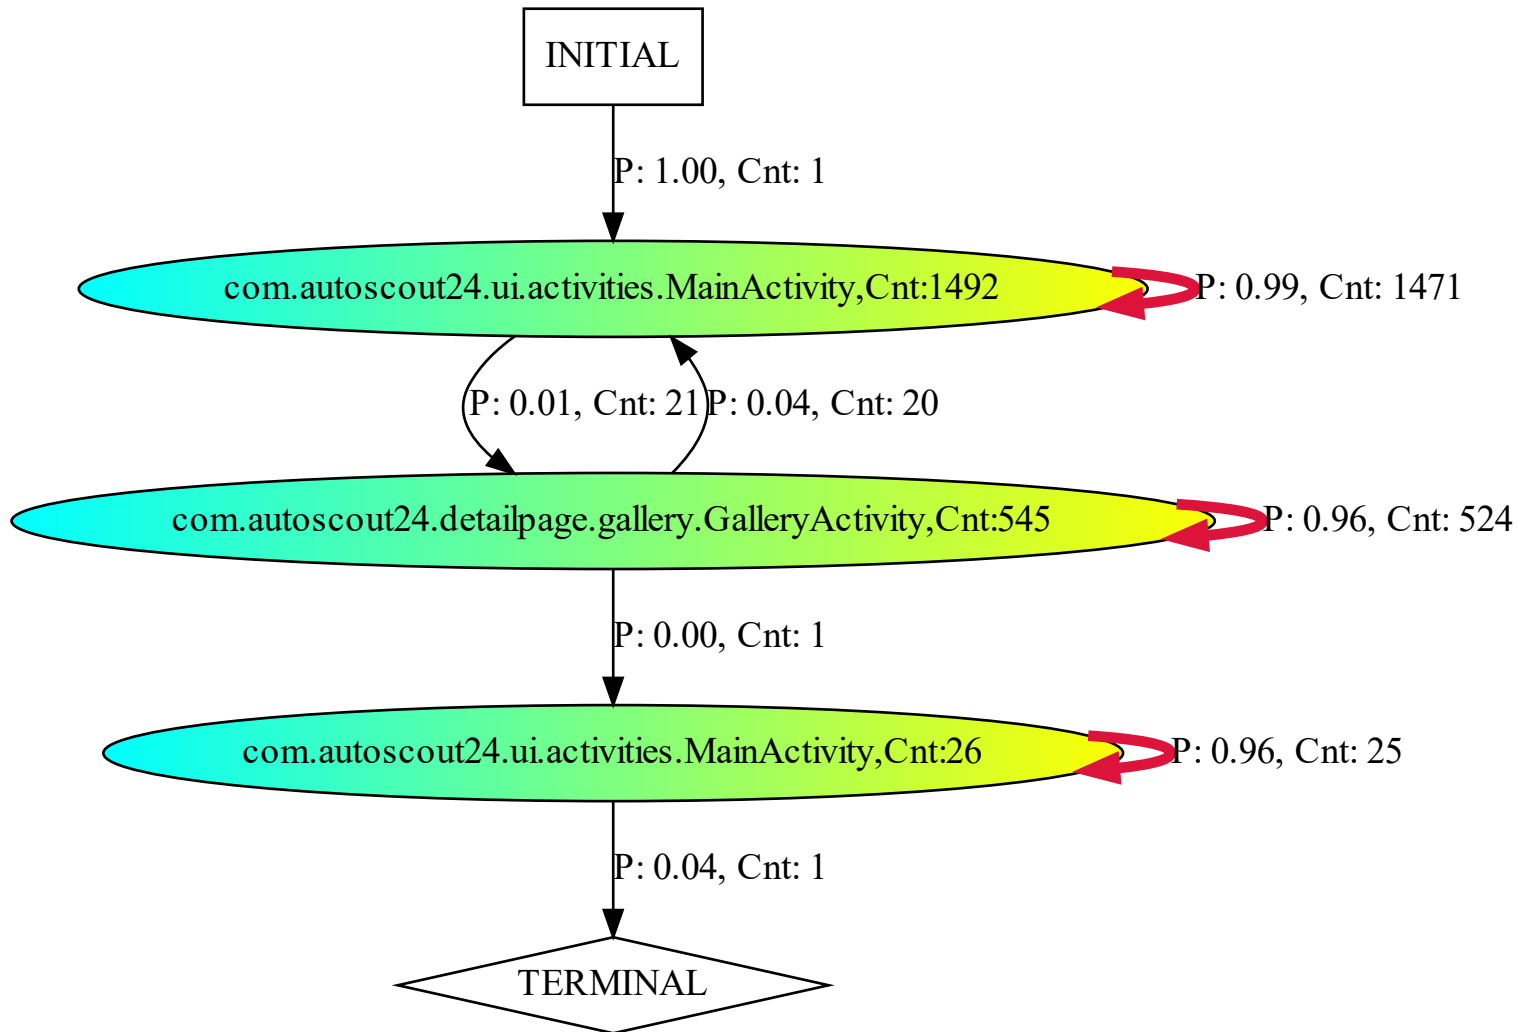 INITIAL
P: 1.00, Cnt: 1
com.autoscout24.ui.activities.MainActivity,Cnt:1492
P: 0.99, Cnt: 1471
P: 0.01, Cnt: 21
P: 0.04, Cnt: 20
com.autoscout24.detailpage.gallery.GalleryActivity,Cnt:545
P: 0.96, Cnt: 524
P: 0.00, Cnt: 1
com.autoscout24.ui.activities.MainActivity,Cnt:26
P: 0.96, Cnt: 25
P: 0.04, Cnt: 1
TERMINAL